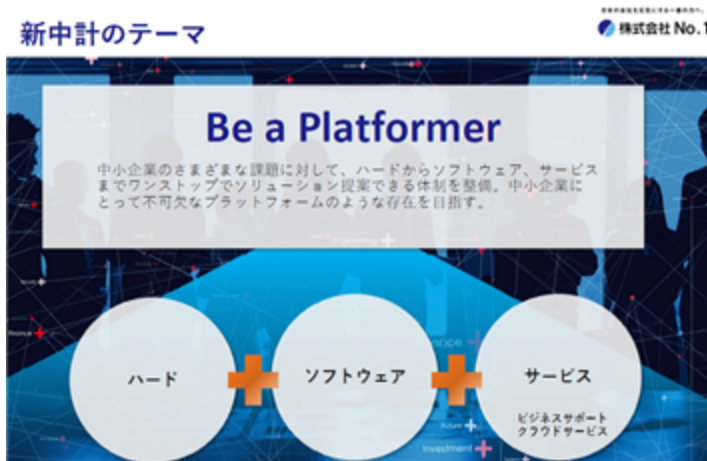 新中計のテーマ
株式会社 No.1
Be a Platformer
中小企業のさまざまな課題に対して、ハードからソフトウェア、サービス
までワンストップでソリューション提案できる体制を整備。中小企業に
とって不可欠なプラットフォームのような存在を目指す。
engineering
finance
future
investment
ハード
ソフトウェア
サービス
ビジネスサポート
クラウドサービス